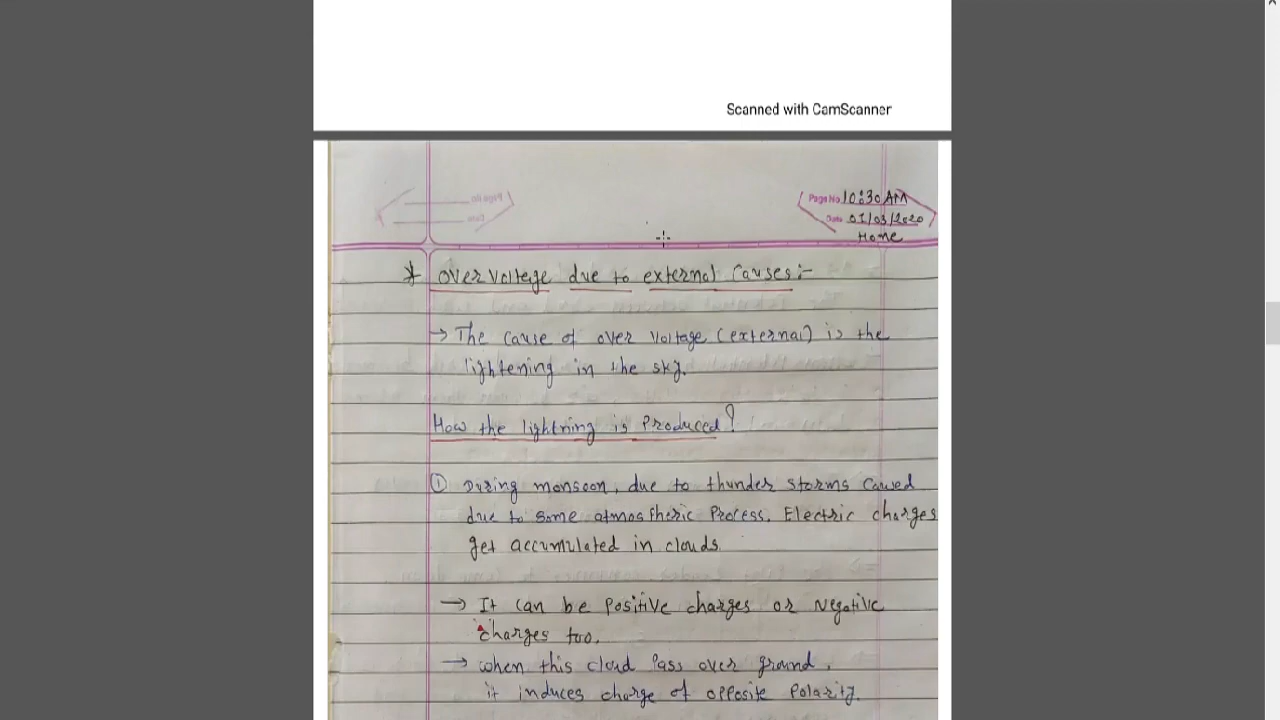 Scanned with CamScanner
Page No. 10:30 AM
Date 01/03/2020
Home
* Over Voltage due to external Causes:-
→ The cause of over voltage (external) is the
lightening in the sky.
How the lightning is Produced?
① During monsoon, due to thunder storms Caused
due to some atmospheric Process. Electric charges
get accumulated in clouds.
→ It can be positive charges or Negative
charges too.
→ when this cloud Pass over ground,
it induces charge of opposite Polarity.